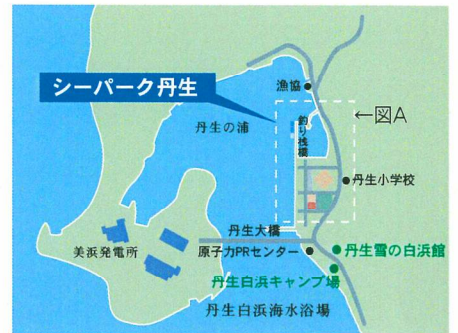 漁協
シーパーク丹生
←図A
釣り桟橋
丹生の浦
丹生小学校
丹生大橋
美浜発電所
原子力PRセンター
丹生雪の白浜館
丹生白浜キャンプ場
丹生白浜海水浴場